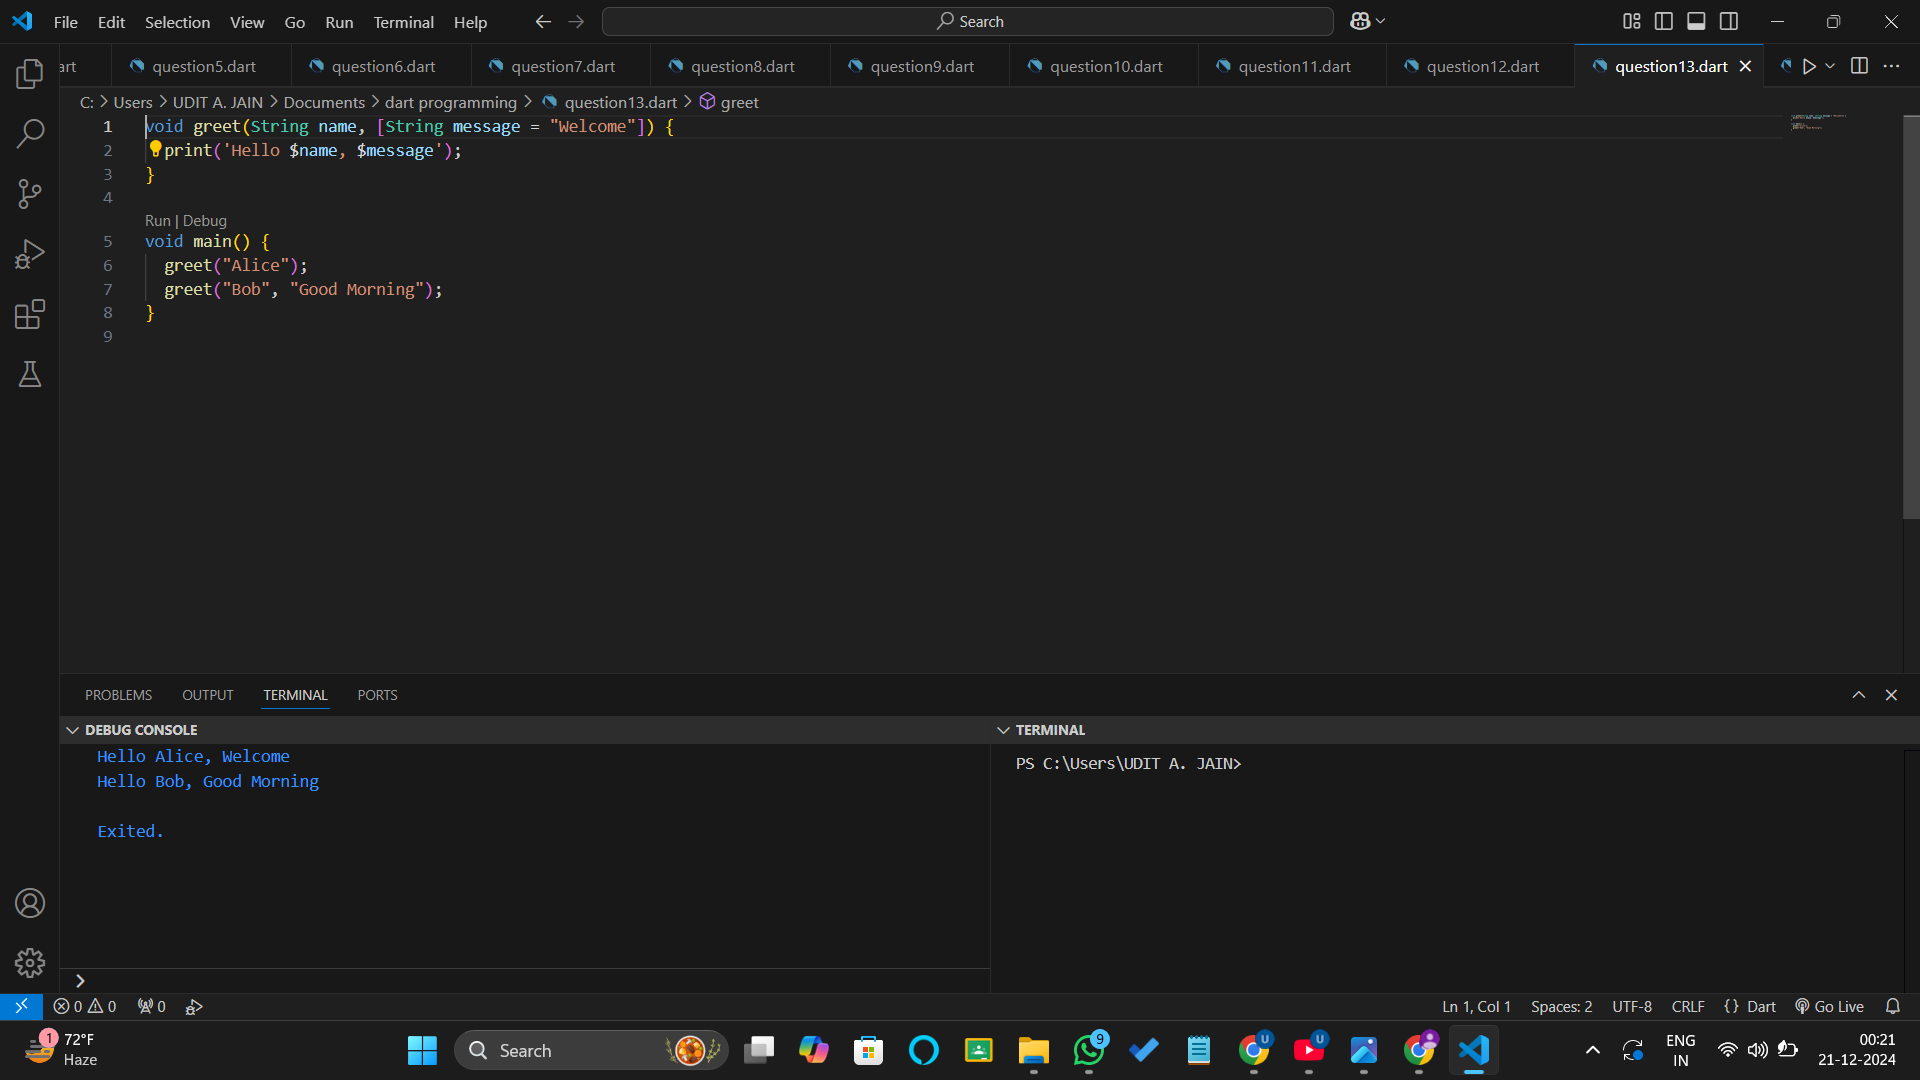 File Edit Selection View Go Run Terminal Help
Search
art question5.dart question6.dart question7.dart question8.dart question9.dart question10.dart question11.dart question12.dart question13.dart
C: > Users > UDIT A. JAIN > Documents > dart programming > question13.dart > greet
1 void greet(String name, [String message = "Welcome"]) {
2 print('Hello $name, $message');
3 }
4
Run | Debug
5 void main() {
6 greet("Alice");
7 greet("Bob", "Good Morning");
8 }
9
PROBLEMS OUTPUT TERMINAL PORTS
DEBUG CONSOLE
Hello Alice, Welcome
Hello Bob, Good Morning
Exited.
TERMINAL
PS C:\Users\UDIT A. JAIN>
0 0 0 Ln 1, Col 1 Spaces: 2 UTF-8 CRLF {} Dart Go Live
1 72°F
Haze
Search
U
U
9
ENG
IN
00:21
21-12-2024